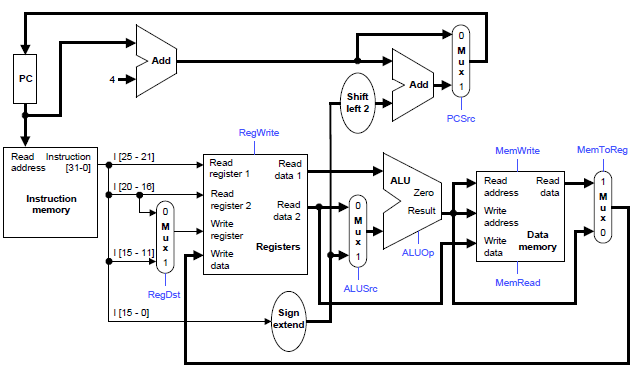 PC
4
Add
Shift
left 2
Add
0
M
u
x
1
PCSrc
Read
address
Instruction
[31-0]
Instruction
memory
I [25 - 21]
I [20 - 16]
I [15 - 11]
I [15 - 0]
0
M
u
x
1
RegDst
RegWrite
Read
register 1
Read
data 1
Read
register 2
Read
data 2
Write
register
Write
data
Registers
Sign
extend
0
M
u
x
1
ALUSrc
ALU
Zero
Result
ALUOp
MemWrite
Read
address
Read
data
Write
address
Write
data
Data
memory
MemRead
MemToReg
1
M
u
x
0